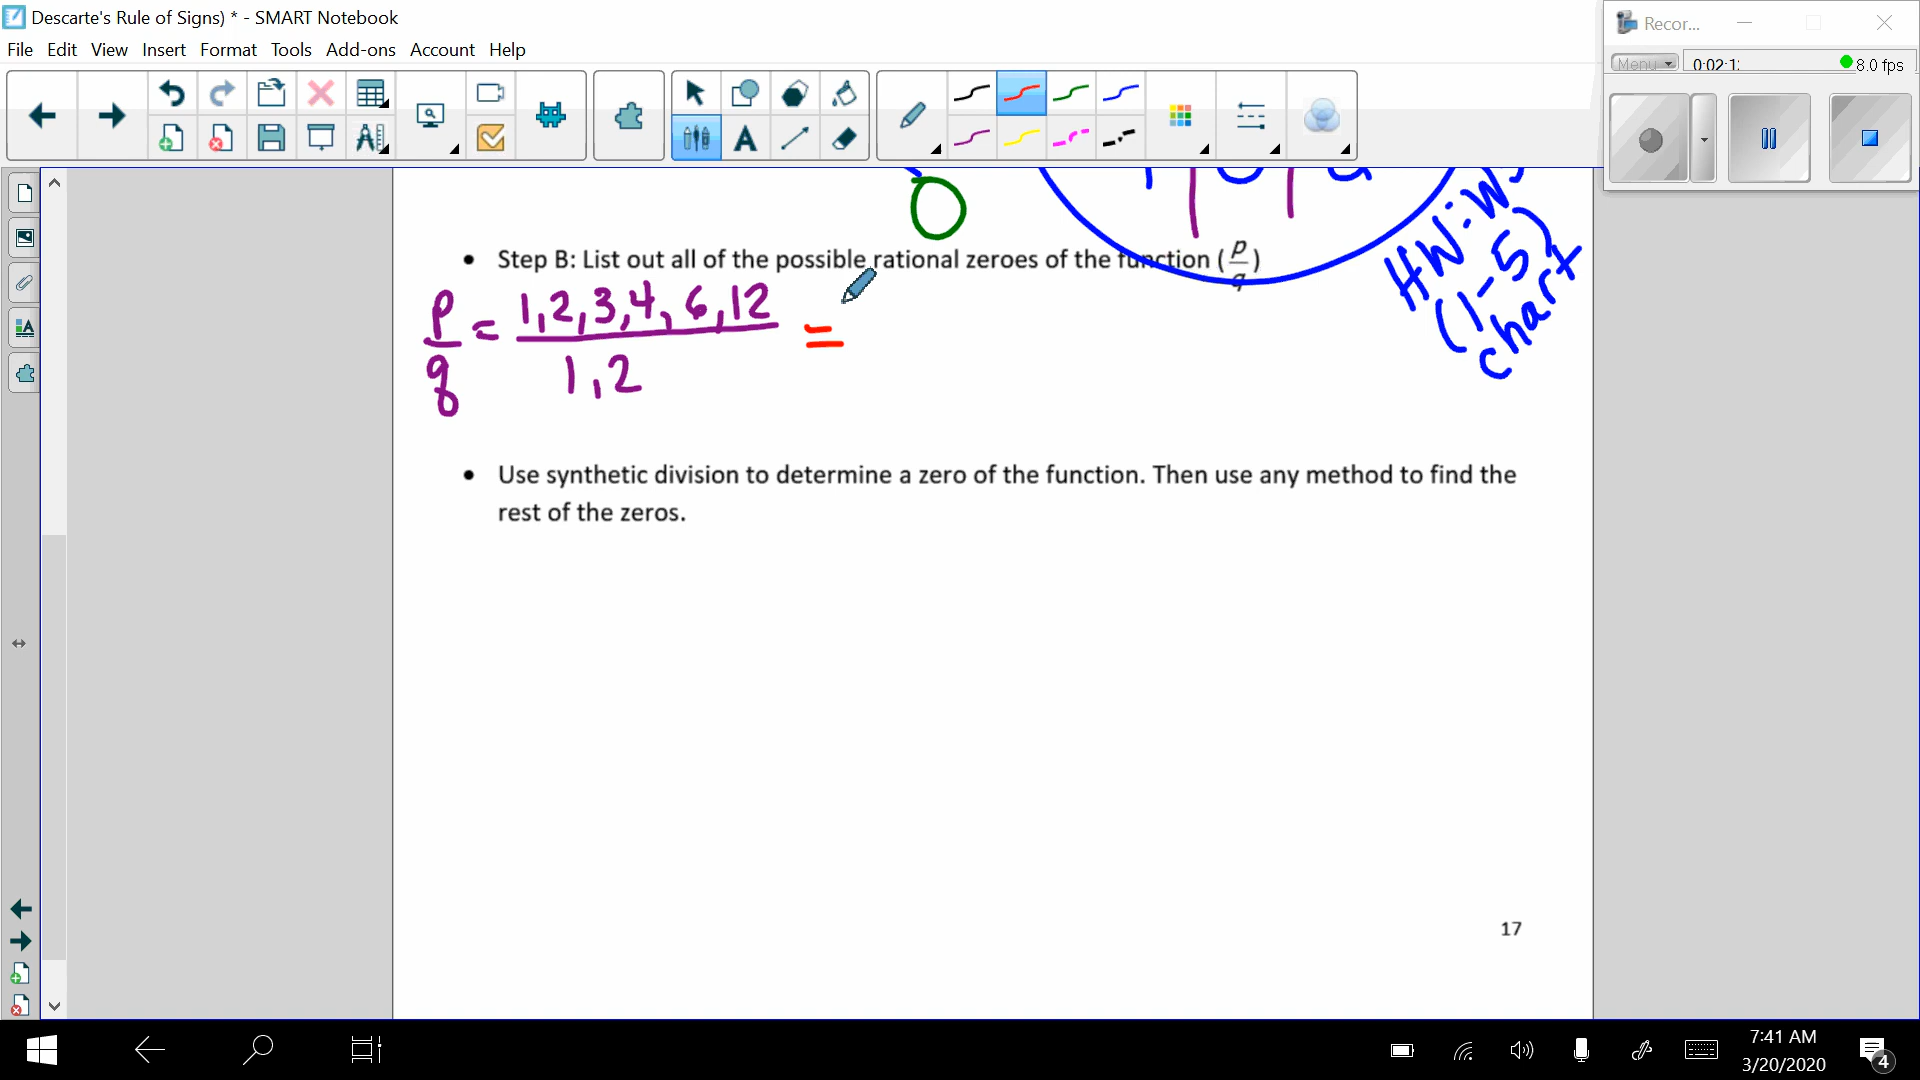 Descarte's Rule of Signs) * - SMART Notebook
File Edit View Insert Format Tools Add-ons Account Help
Recor...
Menu 0:02:1 8.0 fps
0
HW: W
(1-5)
chart
• Step B: List out all of the possible rational zeroes of the function (p/q)
p/q = 1,2,3,4,6,12 / 1,2 =
• Use synthetic division to determine a zero of the function. Then use any method to find the
rest of the zeros.
17
7:41 AM
3/20/2020
4